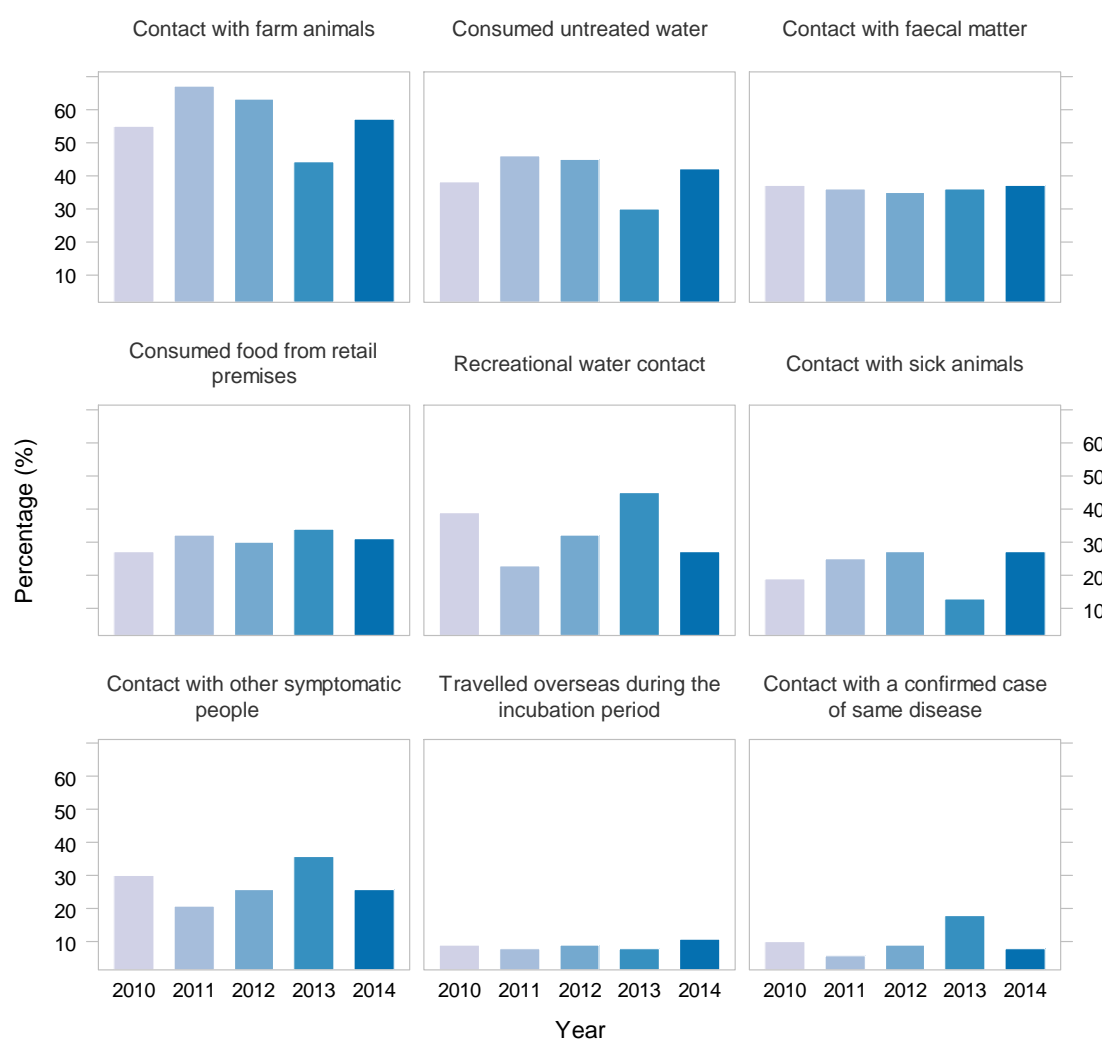 Contact with farm animals
Consumed untreated water
Contact with faecal matter
60
50
40
30
20
10
Consumed food from retail
premises
Recreational water contact
Contact with sick animals
Percentage (%)
60
50
40
30
20
10
Contact with other symptomatic
people
Travelled overseas during the
incubation period
Contact with a confirmed case
of same disease
60
50
40
30
20
10
2010 2011 2012 2013 2014
2010 2011 2012 2013 2014
2010 2011 2012 2013 2014
Year